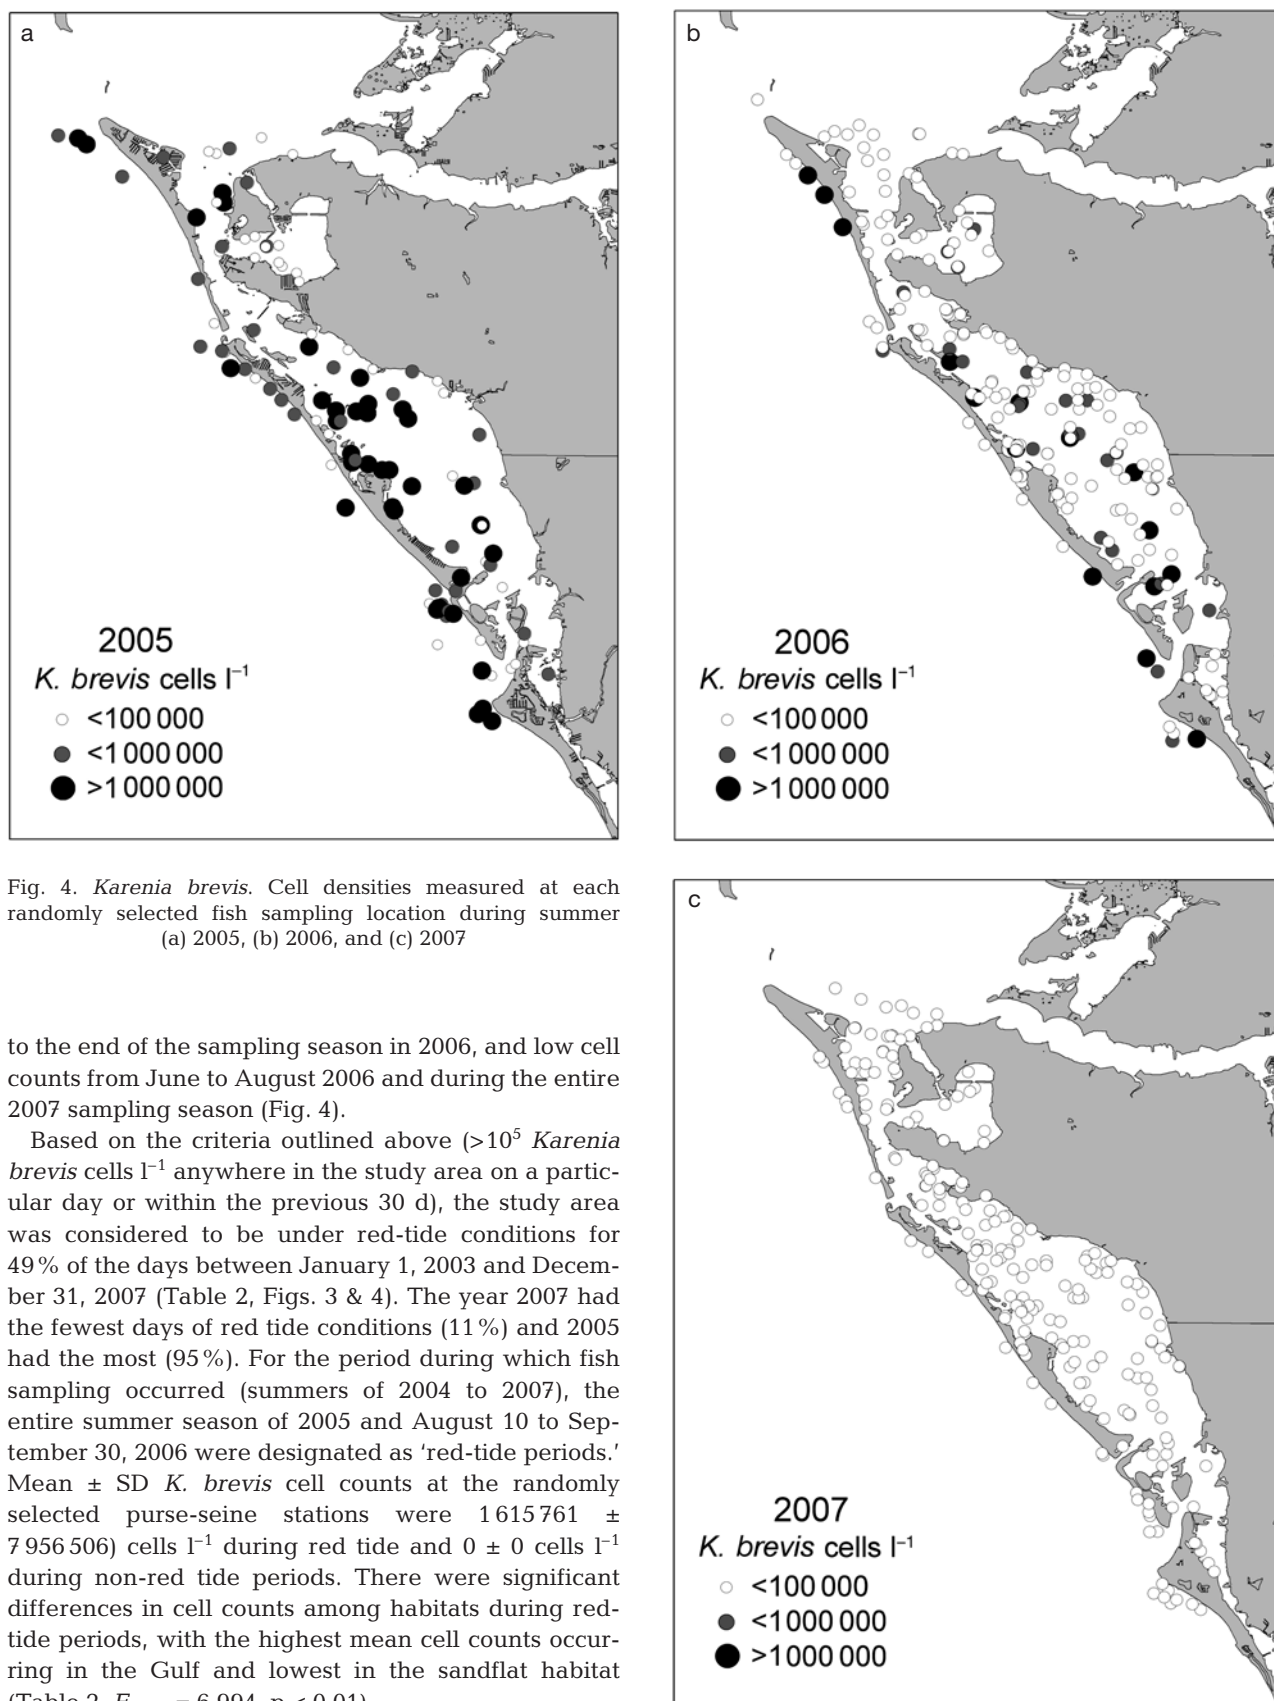 a
2005
K. brevis cells l⁻¹
<100 000
<1 000 000
>1 000 000
b
2006
K. brevis cells l⁻¹
<100 000
<1 000 000
>1 000 000
Fig. 4. Karenia brevis. Cell densities measured at each
randomly selected fish sampling location during summer
(a) 2005, (b) 2006, and (c) 2007
c
2007
K. brevis cells l⁻¹
<100 000
<1 000 000
>1 000 000
to the end of the sampling season in 2006, and low cell
counts from June to August 2006 and during the entire
2007 sampling season (Fig. 4).
Based on the criteria outlined above (>10⁵ Karenia
brevis cells l⁻¹ anywhere in the study area on a partic-
ular day or within the previous 30 d), the study area
was considered to be under red-tide conditions for
49% of the days between January 1, 2003 and Decem-
ber 31, 2007 (Table 2, Figs. 3 & 4). The year 2007 had
the fewest days of red tide conditions (11%) and 2005
had the most (95%). For the period during which fish
sampling occurred (summers of 2004 to 2007), the
entire summer season of 2005 and August 10 to Sep-
tember 30, 2006 were designated as ‘red-tide periods.’
Mean ± SD K. brevis cell counts at the randomly
selected purse-seine stations were 1 615 761 ±
7 956 506) cells l⁻¹ during red tide and 0 ± 0 cells l⁻¹
during non-red tide periods. There were significant
differences in cell counts among habitats during red-
tide periods, with the highest mean cell counts occur-
ring in the Gulf and lowest in the sandflat habitat
(Table 2, F = 6.994, p < 0.01)